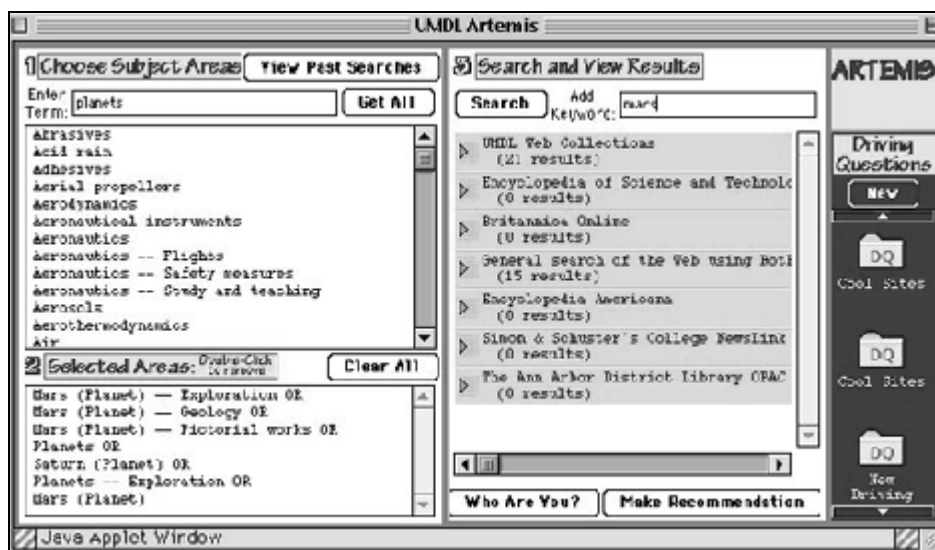 UMDL Artemis
1 Choose Subject Areas
View Past Searches
Enter Term: planets
Get All
Abrasives
Acid rain
Adhesives
Aerial propellers
Aerodynamics
Aeronautical instruments
Aeronautics
Aeronautics -- Flights
Aeronautics -- Safety measures
Aeronautics -- Study and teaching
Aerosols
Aerothermodynamics
Air
2 Selected Areas: Double-Click to remove
Clear All
Mars (Planet) -- Exploration OR
Mars (Planet) -- Geology OR
Mars (Planet) -- Pictorial works OR
Planets OR
Saturn (Planet) OR
Planets -- Exploration OR
Mars (Planet)
3 Search and View Results
Search
Add Keyword: mars
UMDL Web Collections
(21 results)
Encyclopedia of Science and Technolo
(0 results)
Britannica Online
(0 results)
General search of the Web using Both
(15 results)
Encyclopedia Americana
(0 results)
Simon & Schuster's College NewsLink
(0 results)
The Ann Arbor District Library OPAC
(0 results)
Who Are You?
Make Recommendation
ARTEMIS
Driving
Questions
New
DQ
Cool Sites
DQ
Cool Sites
DQ
New
Driving
Java Applet Window